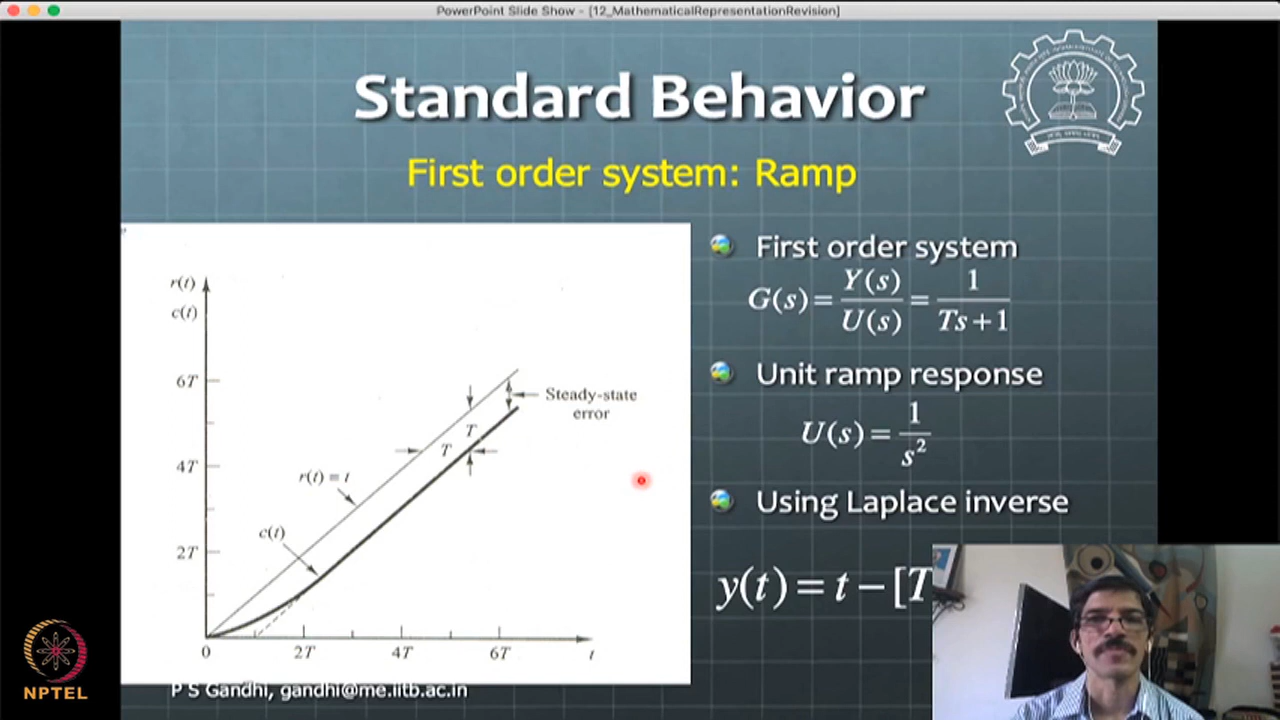 PowerPoint Slide Show - [12_MathematicalRepresentationRevision]
Standard Behavior
First order system: Ramp
r(t)
c(t)
6T
4T
2T
0
2T
4T
6T
t
r(t) = t
c(t)
T
T
Steady-state
error
First order system
G(s) = Y(s)/U(s) = 1/(Ts+1)
Unit ramp response
U(s) = 1/s²
Using Laplace inverse
y(t) = t − [T
P S Gandhi, gandhi@me.iitb.ac.in
NPTEL